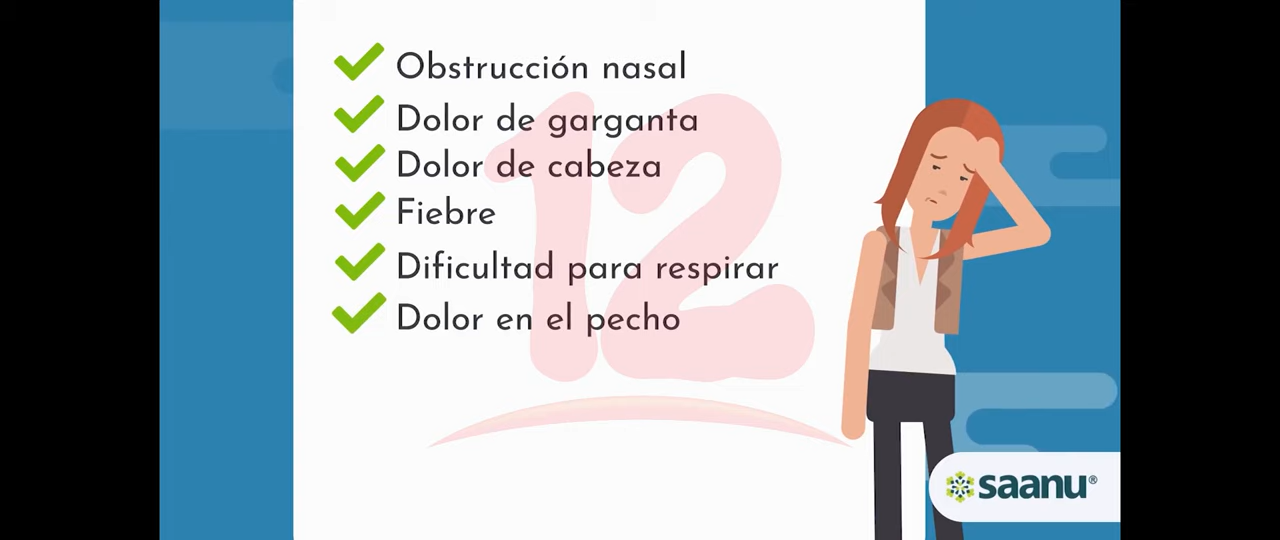 Obstrucción nasal
Dolor de garganta
Dolor de cabeza
Fiebre
Dificultad para respirar
Dolor en el pecho
12
saanu®